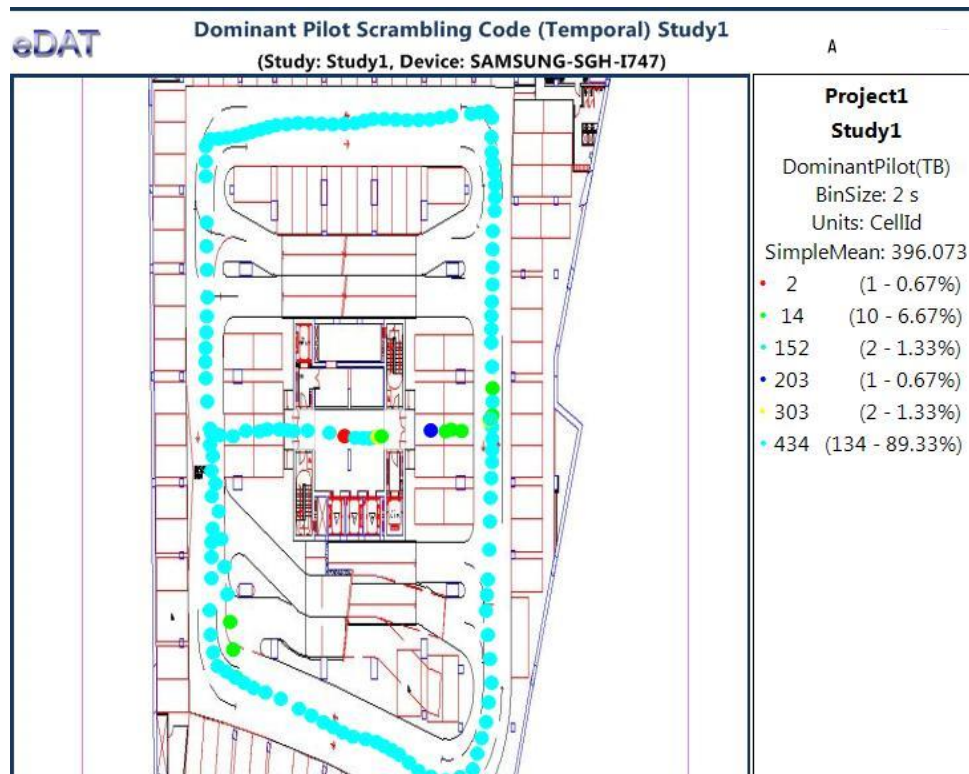 eDAT
Dominant Pilot Scrambling Code (Temporal) Study1
(Study: Study1, Device: SAMSUNG-SGH-I747)
A
Project1
Study1
DominantPilot(TB)
BinSize: 2 s
Units: CellId
SimpleMean: 396.073
2 (1 - 0.67%)
14 (10 - 6.67%)
152 (2 - 1.33%)
203 (1 - 0.67%)
303 (2 - 1.33%)
434 (134 - 89.33%)